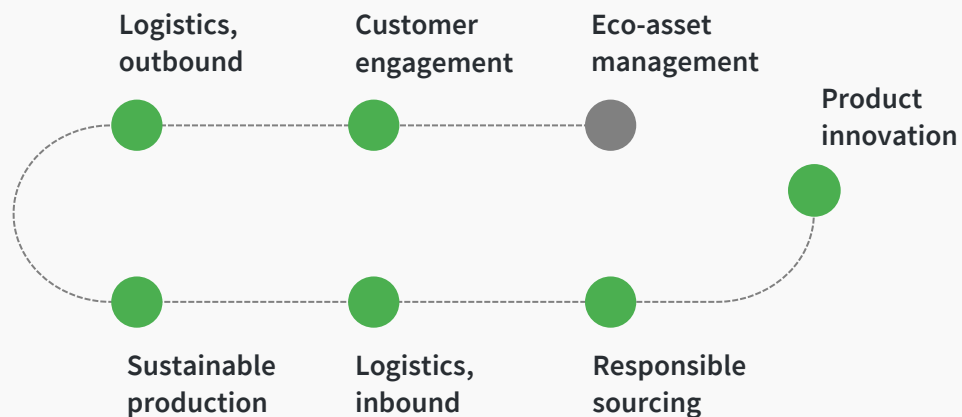 Logistics,
outbound
Customer
engagement
Eco-asset
management
Product
innovation
Sustainable
production
Logistics,
inbound
Responsible
sourcing